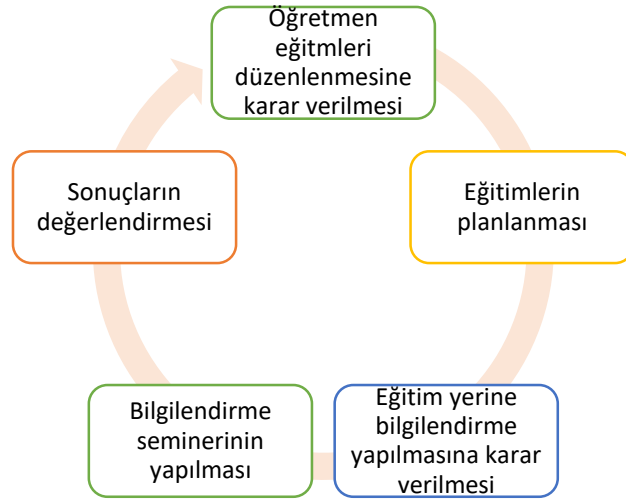 Öğretmen
eğitmleri
düzenlenmesine
karar verilmesi
Eğitimlerin
planlanması
Eğitim yerine
bilgilendirme
yapılmasına karar
verilmesi
Bilgilendirme
seminerinin
yapılması
Sonuçların
değerlendirmesi